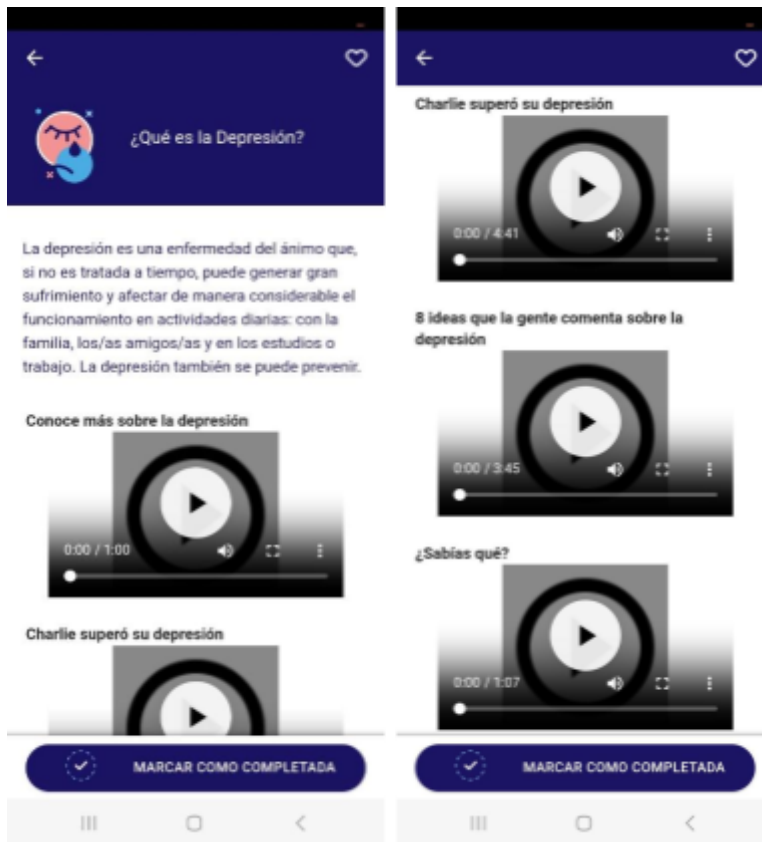 ¿Qué es la Depresión?
La depresión es una enfermedad del ánimo que,
si no es tratada a tiempo, puede generar gran
sufrimiento y afectar de manera considerable el
funcionamiento en actividades diarias: con la
familia, los/as amigos/as y en los estudios o
trabajo. La depresión también se puede prevenir.
Conoce más sobre la depresión
0:00 / 1:00
Charlie superó su depresión
MARCAR COMO COMPLETADA
Charlie superó su depresión
0:00 / 4:41
8 ideas que la gente comenta sobre la
depresión
0:00 / 3:45
¿Sabías qué?
0:00 / 1:07
MARCAR COMO COMPLETADA